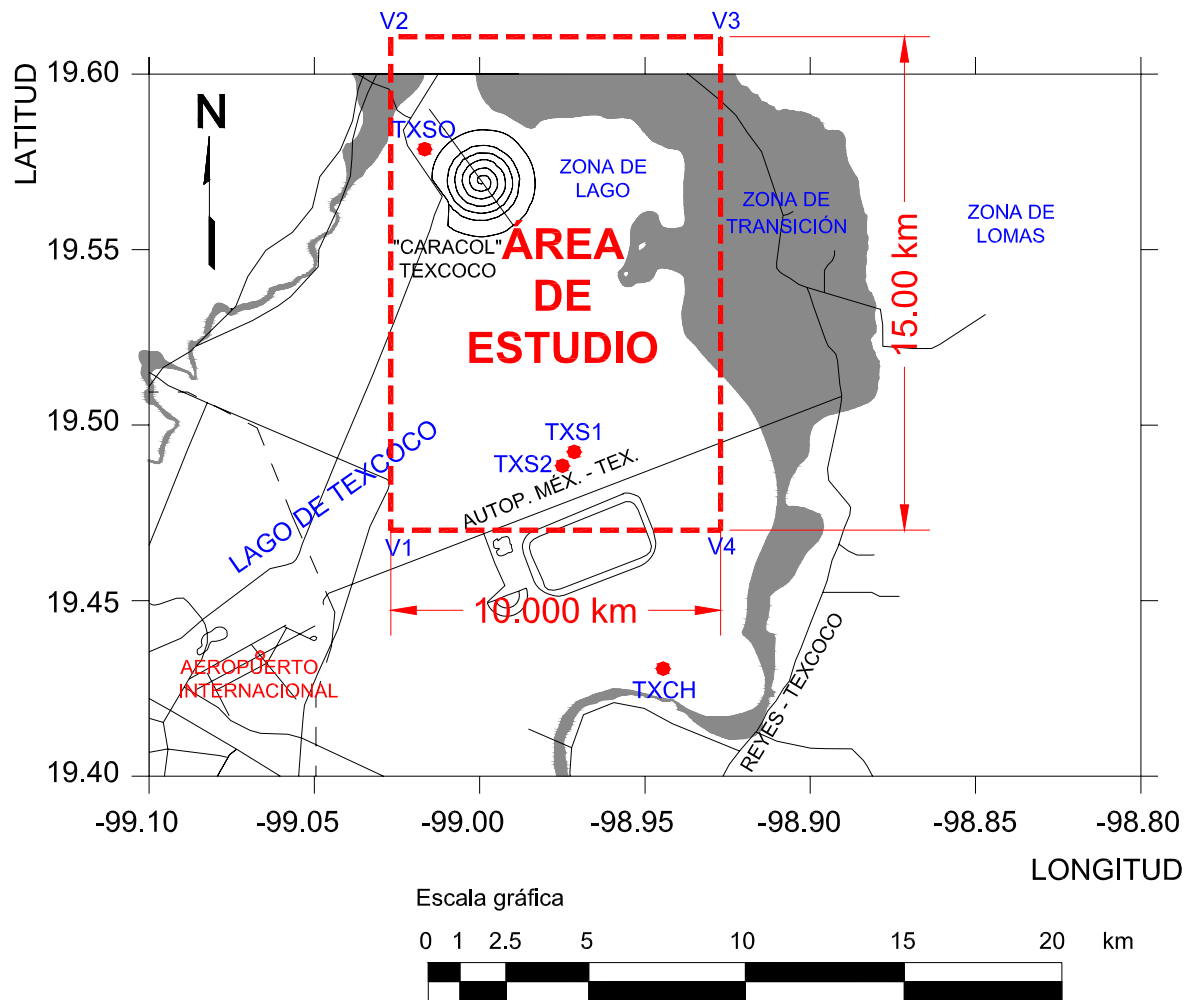 V2
V3
19.60
LATITUD
N
TXSO
ZONA DE
LAGO
ZONA DE
TRANSICIÓN
ZONA DE
LOMAS
19.55
"CARACOL"
TEXCOCO
ÁREA
DE
ESTUDIO
15.00 km
19.50
LAGO DE TEXCOCO
TXS1
TXS2
AUTOP. MÉX. - TEX.
V1
V4
19.45
10.000 km
AEROPUERTO
INTERNACIONAL
TXCH
REYES - TEXCOCO
19.40
-99.10
-99.05
-99.00
-98.95
-98.90
-98.85
-98.80
LONGITUD
Escala gráfica
0 1 2.5 5 10 15 20 km